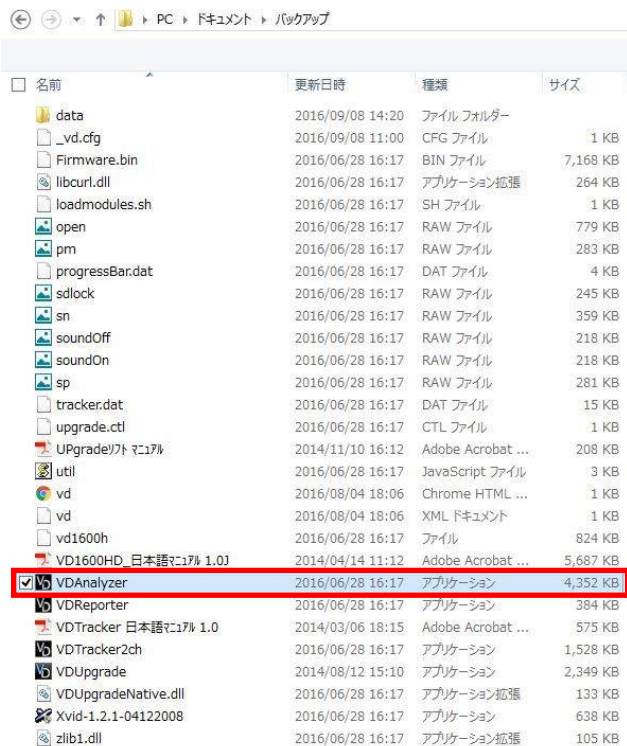 PC ドキュメント バックアップ
名前 更新日時 種類 サイズ
data 2016/09/08 14:20 ファイル フォルダー
_vd.cfg 2016/09/08 11:00 CFG ファイル 1 KB
Firmware.bin 2016/06/28 16:17 BIN ファイル 7,168 KB
libcurl.dll 2016/06/28 16:17 アプリケーション拡張 264 KB
loadmodules.sh 2016/06/28 16:17 SH ファイル 1 KB
open 2016/06/28 16:17 RAW ファイル 779 KB
pm 2016/06/28 16:17 RAW ファイル 283 KB
progressBar.dat 2016/06/28 16:17 DAT ファイル 4 KB
sdlock 2016/06/28 16:17 RAW ファイル 245 KB
sn 2016/06/28 16:17 RAW ファイル 359 KB
soundOff 2016/06/28 16:17 RAW ファイル 218 KB
soundOn 2016/06/28 16:17 RAW ファイル 218 KB
sp 2016/06/28 16:17 RAW ファイル 281 KB
tracker.dat 2016/06/28 16:17 DAT ファイル 15 KB
upgrade.ctl 2016/06/28 16:17 CTL ファイル 1 KB
UPgradeソフト マニュアル 2014/11/10 16:12 Adobe Acrobat ... 208 KB
util 2016/06/28 16:17 JavaScript ファイル 3 KB
vd 2016/08/04 18:06 Chrome HTML ... 1 KB
vd 2016/08/04 18:06 XML ドキュメント 1 KB
vd1600h 2016/06/28 16:17 ファイル 824 KB
VD1600HD_日本語マニュアル 1.0J 2014/04/14 11:12 Adobe Acrobat ... 5,687 KB
VDAnalyzer 2016/06/28 16:17 アプリケーション 4,352 KB
VDReporter 2016/06/28 16:17 アプリケーション 384 KB
VDTracker 日本語マニュアル 1.0 2014/03/06 18:15 Adobe Acrobat ... 575 KB
VDTracker2ch 2016/06/28 16:17 アプリケーション 1,528 KB
VDUpgrade 2014/08/12 15:10 アプリケーション 2,349 KB
VDUpgradeNative.dll 2016/06/28 16:17 アプリケーション拡張 133 KB
Xvid-1.2.1-04122008 2016/06/28 16:17 アプリケーション 638 KB
zlib1.dll 2016/06/28 16:17 アプリケーション拡張 105 KB